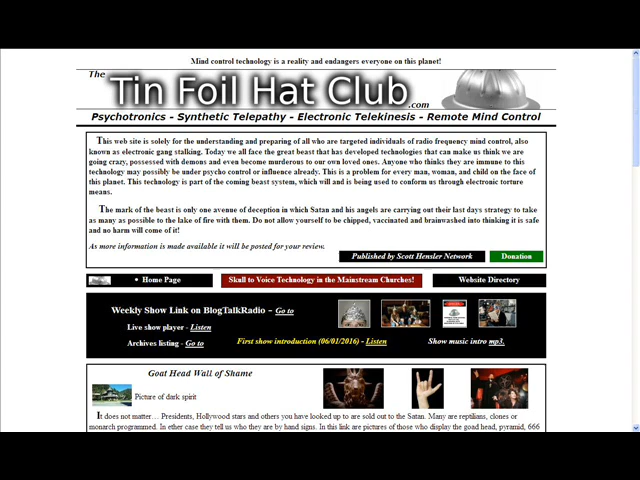 Mind control technology is a reality and endangers everyone on this planet!
The
Tin Foil Hat Club
.com
Psychotronics - Synthetic Telepathy - Electronic Telekinesis - Remote Mind Control
This web site is solely for the understanding and preparing of all who are targeted individuals of radio frequency mind control, also
known as electronic gang stalking. Today we all face the great beast that has developed technologies that can make us think we are
going crazy, possessed with demons and even become murderous to our own loved ones. Anyone who thinks they are immune to this
technology may possibly be under psycho control or influence already. This is a problem for every man, woman, and child on the face of
this planet. This technology is part of the coming beast system, which will and is being used to conform us through electronic torture
means.
The mark of the beast is only one avenue of deception in which Satan and his angels are carrying out their last days strategy to take
as many as possible to the lake of fire with them. Do not allow yourself to be chipped, vaccinated and brainwashed into thinking it is safe
and no harm will come of it!
As more information is made available it will be posted for your review.
Published by Scott Hensler Network
Donation
• Home Page
Skull to Voice Technology in the Mainstream Churches!
Website Directory
Weekly Show Link on BlogTalkRadio - Go to
Live show player - Listen
Archives listing - Go to
First show introduction (06/01/2016) - Listen
Show music intro mp3.
Goat Head Wall of Shame
Picture of dark spirit
It does not matter… Presidents, Hollywood stars and others you have looked up to are sold out to the Satan. Many are reptilians, clones or
monarch programmed. In ether case they tell us who they are by hand signs. In this link are pictures of those who display the goad head, pyramid, 666